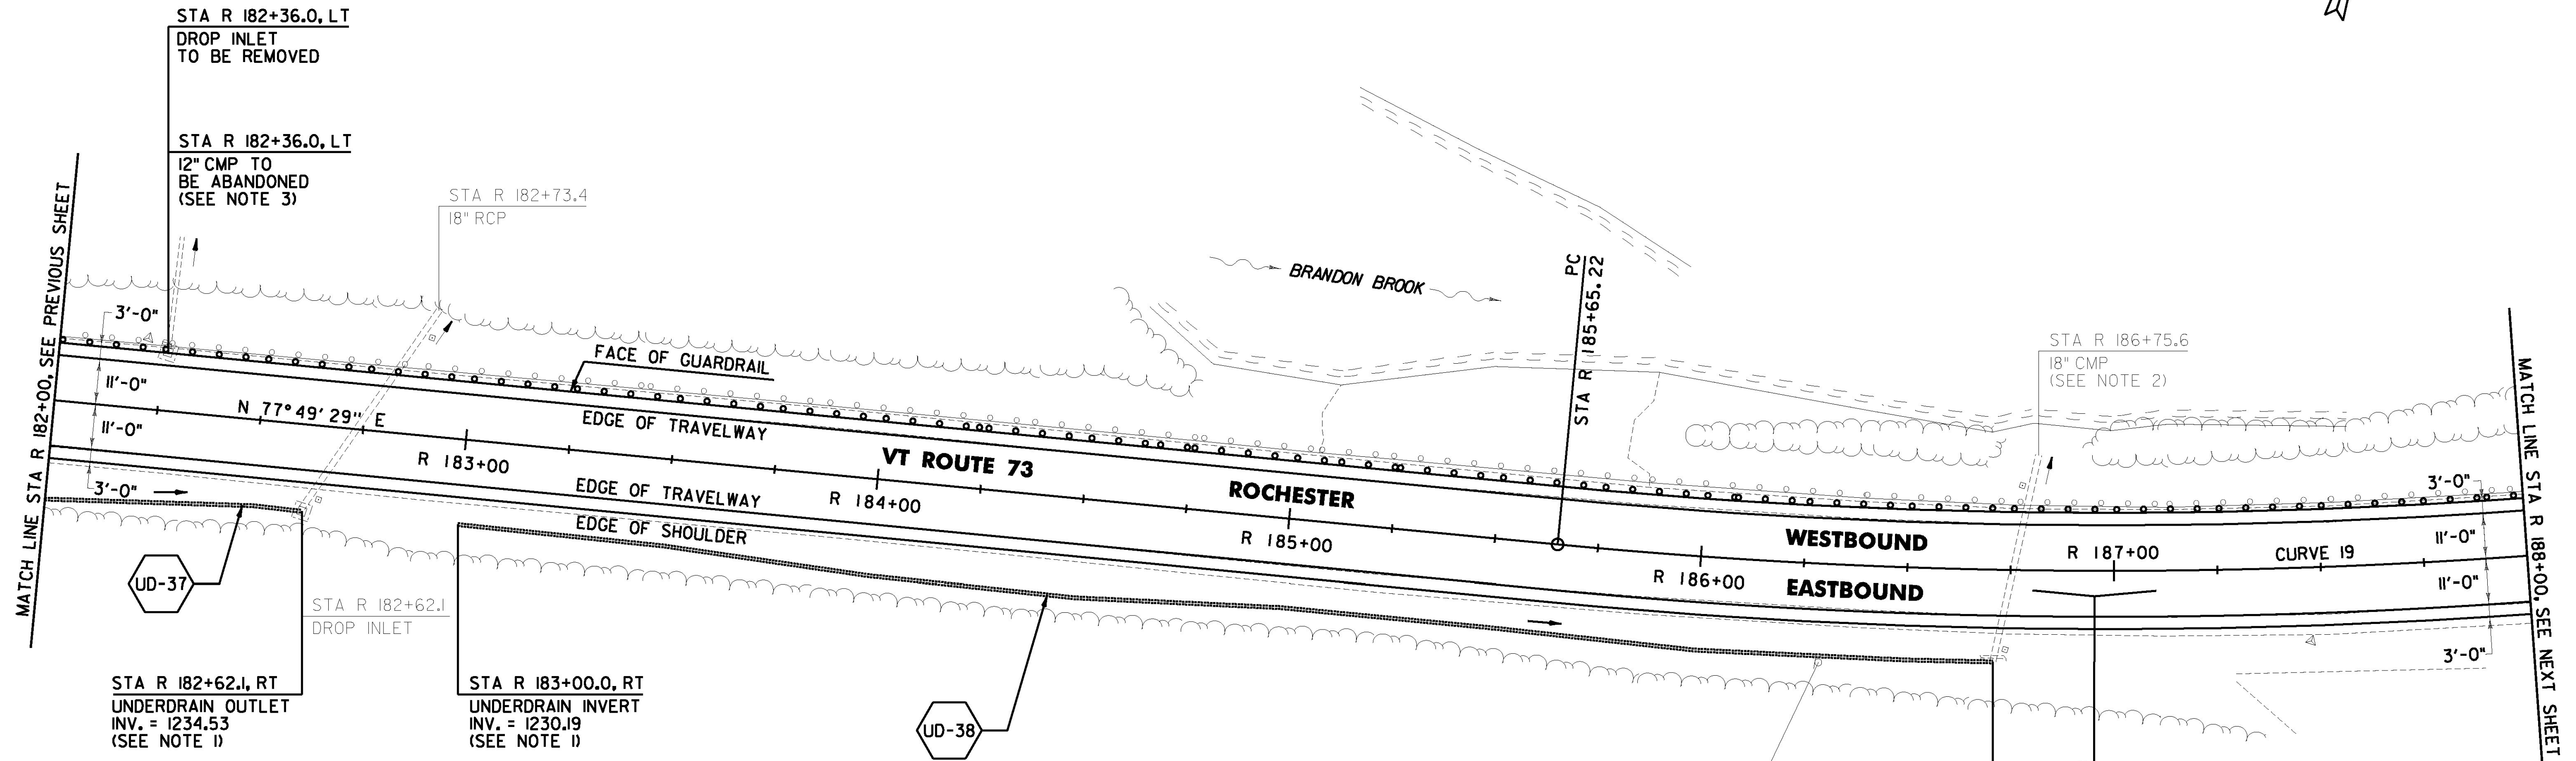 STA R 182+36.0, LT
DROP INLET
TO BE REMOVED
STA R 182+36.0, LT
12" CMP TO
BE ABANDONED
(SEE NOTE 3)
STA R 182+73.4
18" RCP
MATCH LINE STA R 182+00, SEE PREVIOUS SHEET
3'-0"
11'-0"
11'-0"
3'-0"
N 77°49'29" E
FACE OF GUARDRAIL
EDGE OF TRAVELWAY
VT ROUTE 73
ROCHESTER
BRANDON BROOK
PC
STA R 185+65.22
STA R 186+75.6
18" CMP
(SEE NOTE 2)
R 183+00
R 184+00
R 185+00
R 186+00
R 187+00
EDGE OF TRAVELWAY
EDGE OF SHOULDER
WESTBOUND
EASTBOUND
CURVE 19
3'-0"
11'-0"
11'-0"
3'-0"
MATCH LINE STA R 188+00, SEE NEXT SHEET
UD-37
STA R 182+62.1
DROP INLET
STA R 182+62.1, RT
UNDERDRAIN OUTLET
INV. = 1234.53
(SEE NOTE 1)
STA R 183+00.0, RT
UNDERDRAIN INVERT
INV. = 1230.19
(SEE NOTE 1)
UD-38